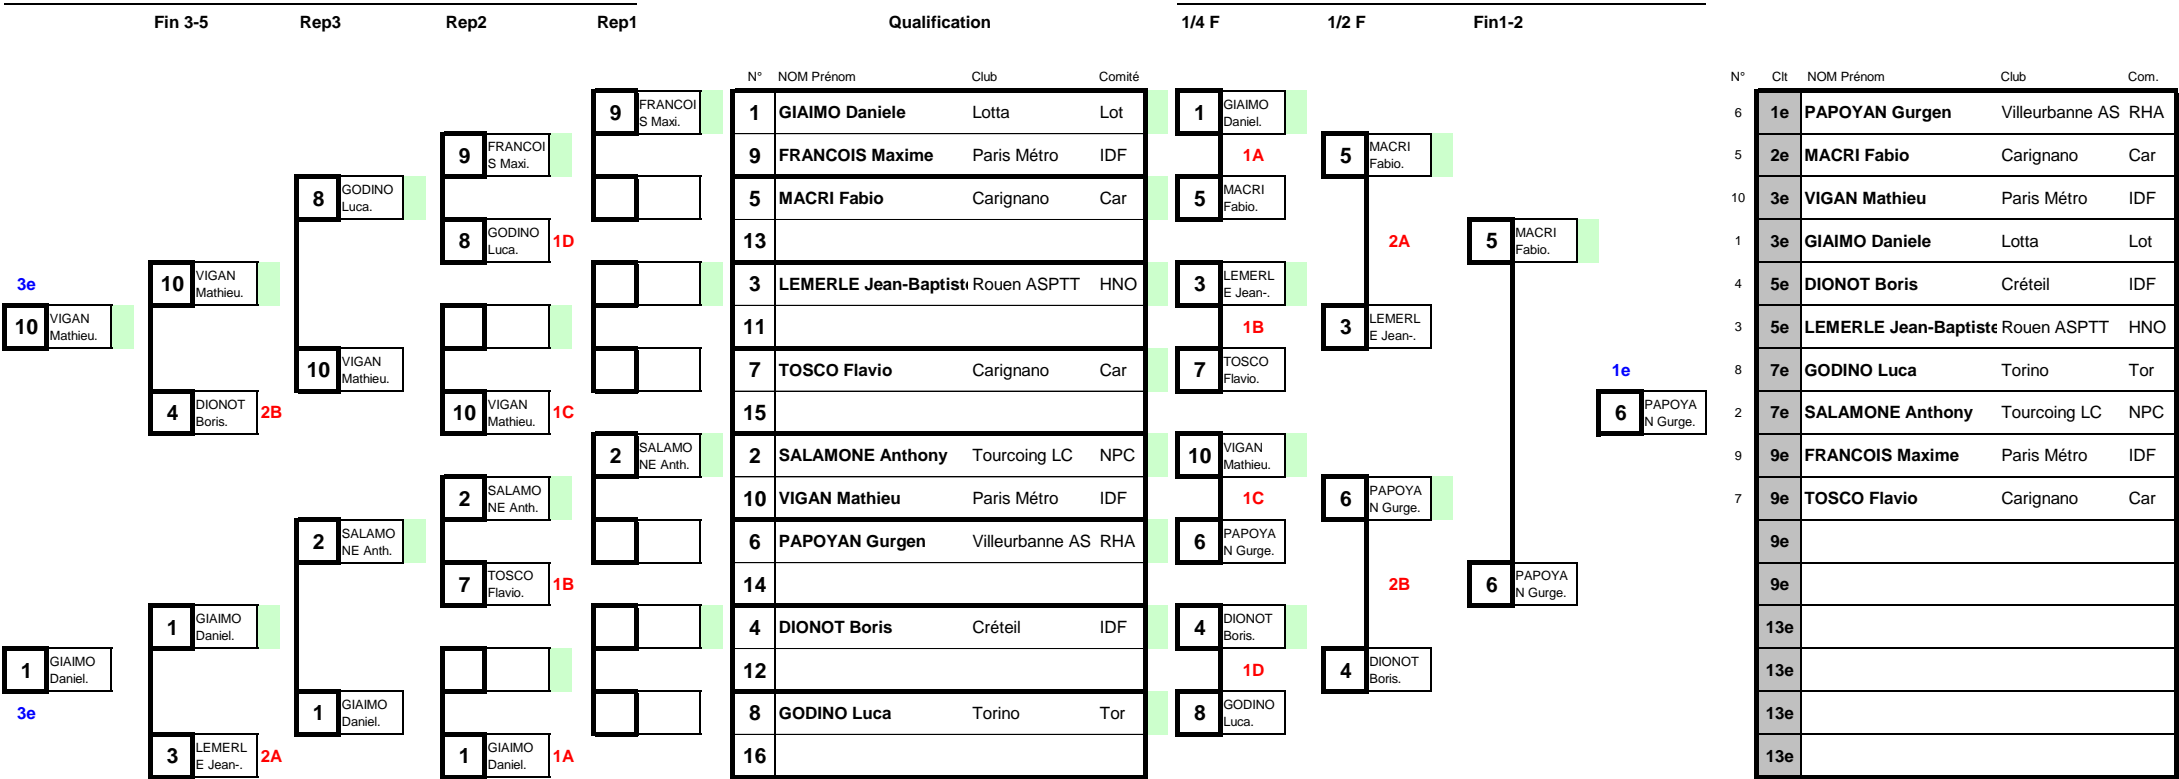 Fin 3-5 Rep3 Rep2 Rep1 Qualification 1/4 F 1/2 F Fin1-2
N° NOM Prénom Club Comité N° Clt NOM Prénom Club Com.
9 FRANCOI
S Maxi.
9 FRANCOI
S Maxi.
8 GODINO
Luca.
8 GODINO
Luca. 1D
10 VIGAN
Mathieu.
3e
10 VIGAN
Mathieu.
10 VIGAN
Mathieu.
4 DIONOT
Boris. 2B
10 VIGAN
Mathieu. 1C
2 SALAMO
NE Anth.
2 SALAMO
NE Anth.
2 SALAMO
NE Anth.
7 TOSCO
Flavio. 1B
1 GIAIMO
Daniel.
1 GIAIMO
Daniel.
3e
1 GIAIMO
Daniel.
3 LEMERL
E Jean-. 2A
1 GIAIMO
Daniel. 1A
1 GIAIMO Daniele Lotta Lot
9 FRANCOIS Maxime Paris Métro IDF
5 MACRI Fabio Carignano Car
13
3 LEMERLE Jean-Baptiste Rouen ASPTT HNO
11
7 TOSCO Flavio Carignano Car
15
2 SALAMONE Anthony Tourcoing LC NPC
10 VIGAN Mathieu Paris Métro IDF
6 PAPOYAN Gurgen Villeurbanne AS RHA
14
4 DIONOT Boris Créteil IDF
12
8 GODINO Luca Torino Tor
16
1 GIAIMO
Daniel.
1A
5 MACRI
Fabio.
5 MACRI
Fabio.
2A
3 LEMERL
E Jean-.
1B
7 TOSCO
Flavio.
3 LEMERL
E Jean-.
5 MACRI
Fabio.
1e
6 PAPOYA
N Gurge.
10 VIGAN
Mathieu.
1C
6 PAPOYA
N Gurge.
6 PAPOYA
N Gurge.
2B
6 PAPOYA
N Gurge.
4 DIONOT
Boris.
1D
8 GODINO
Luca.
4 DIONOT
Boris.
6 1e PAPOYAN Gurgen Villeurbanne AS RHA
5 2e MACRI Fabio Carignano Car
10 3e VIGAN Mathieu Paris Métro IDF
1 3e GIAIMO Daniele Lotta Lot
4 5e DIONOT Boris Créteil IDF
3 5e LEMERLE Jean-Baptiste Rouen ASPTT HNO
8 7e GODINO Luca Torino Tor
2 7e SALAMONE Anthony Tourcoing LC NPC
9 9e FRANCOIS Maxime Paris Métro IDF
7 9e TOSCO Flavio Carignano Car
9e
9e
13e
13e
13e
13e